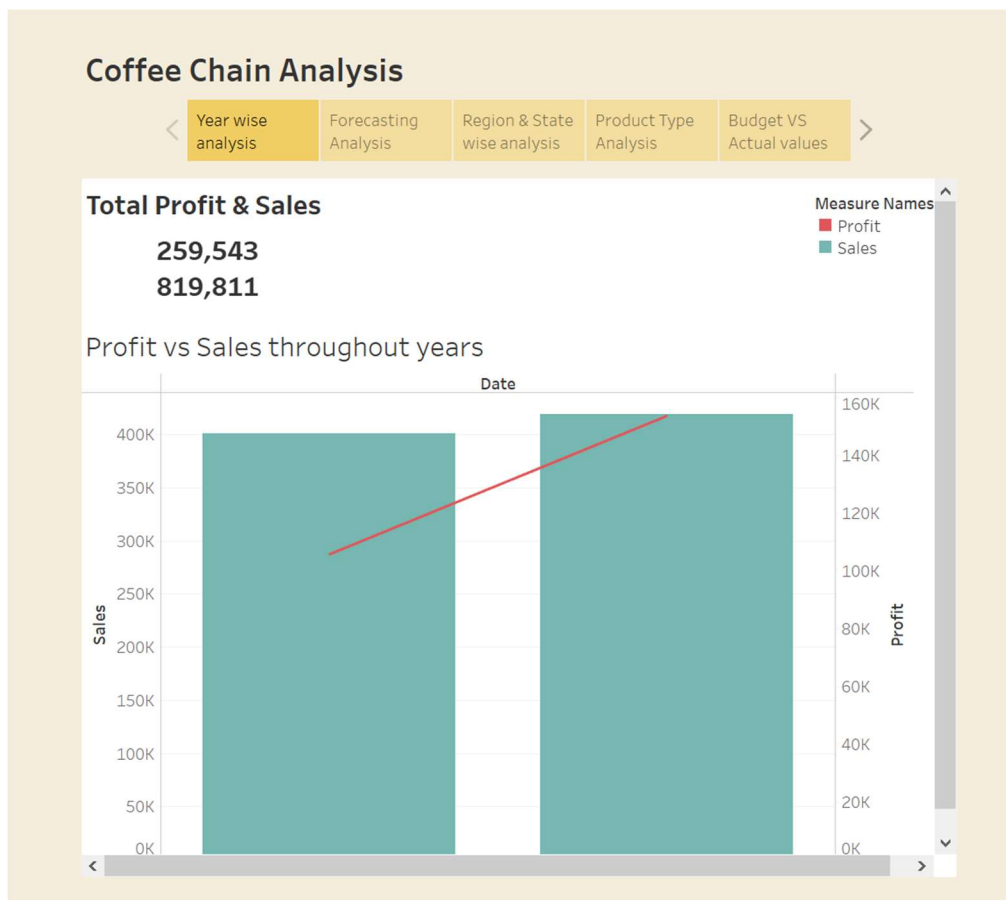 Coffee Chain Analysis
Year wise
analysis
Forecasting
Analysis
Region & State
wise analysis
Product Type
Analysis
Budget VS
Actual values
Total Profit & Sales
259,543
819,811
Measure Names
Profit
Sales
Profit vs Sales throughout years
Date
Sales
400K
350K
300K
250K
200K
150K
100K
50K
0K
160K
140K
120K
100K
80K
60K
40K
20K
0K
Profit